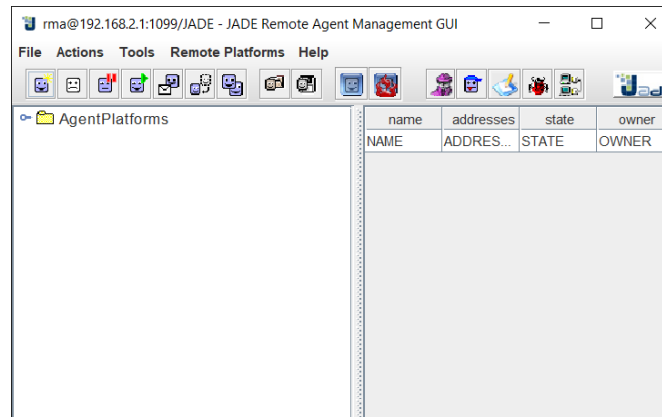 rma@192.168.2.1:1099/JADE - JADE Remote Agent Management GUI
File Actions Tools Remote Platforms Help
Jad
AgentPlatforms
name addresses state owner
NAME ADDRES... STATE OWNER